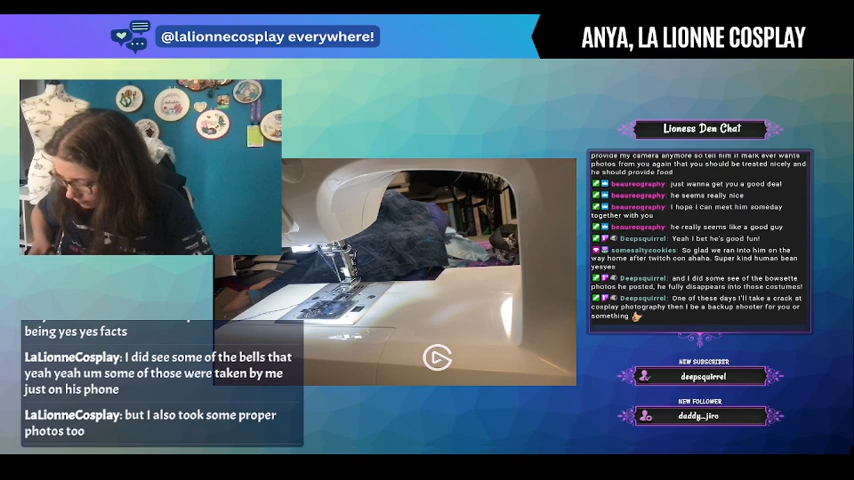 @lalionnecosplay everywhere!
ANYA, LA LIONNE COSPLAY
Lioness Den Chat
provide my camera anymore so tell him if mark ever wants
photos from you again that you should be treated nicely and
he should provide food
beaureography: just wanna get you a good deal
beaureography: he seems really nice
beaureography: I hope I can meet him someday
together with you
beaureography: he really seems like a good guy
Deepsquirrel: Yeah I bet he's good fun!
somesaltycookies: So glad we ran into him on the
way home after twitch con ahaha. Super kind human bean
yesyes
Deepsquirrel: and I did some see of the bowsette
photos he posted, he fully disappears into those costumes!
Deepsquirrel: One of these days I'll take a crack at
cosplay photography then I be a backup shooter for you or
something
being yes yes facts
LaLionneCosplay: I did see some of the bells that
yeah yeah um some of those were taken by me
just on his phone
LaLionneCosplay: but I also took some proper
photos too
NEW SUBSCRIBER
deepsquirrel
NEW FOLLOWER
daddy_jiro